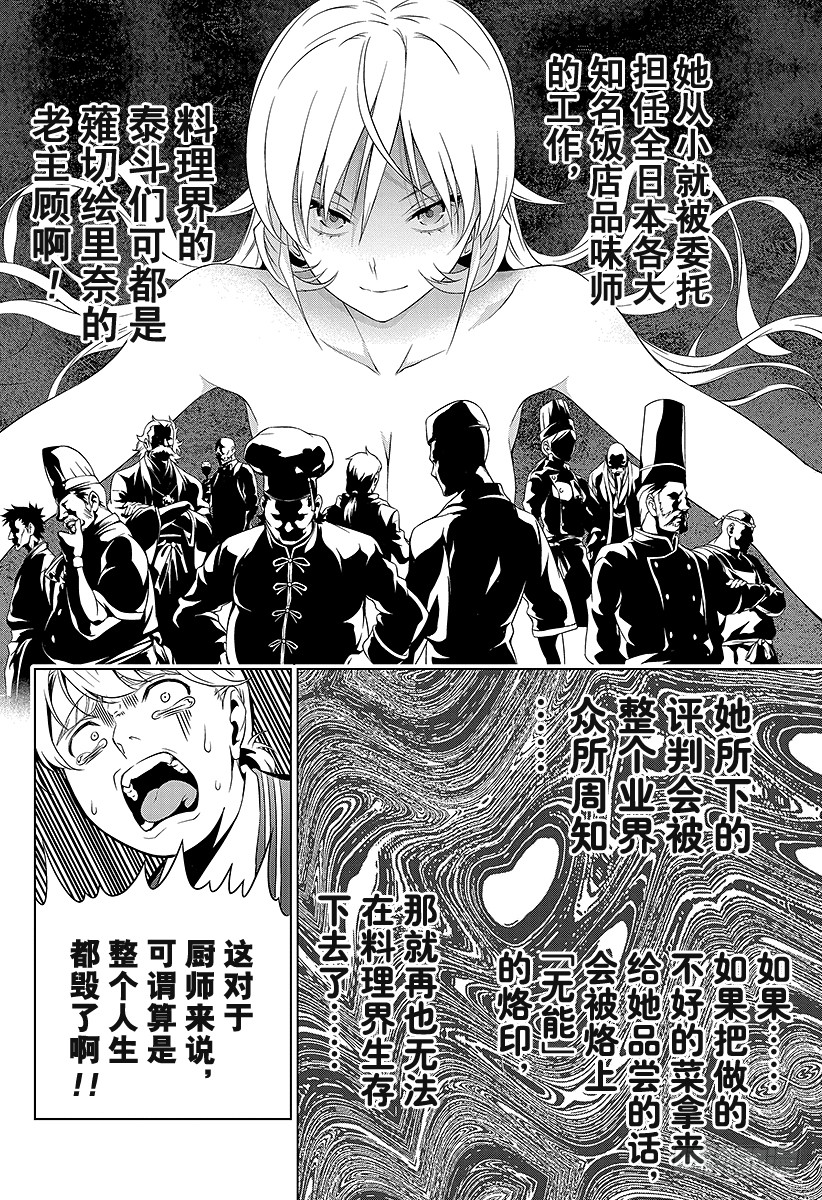 她从小就被委托
担任全日本各大
知名饭店品味师
的工作，
料理界的
泰斗们可都是
薙切绘里奈的
老主顾啊！
她所下的
评判会被
整个业界
众所周知
……
如果……
如果把做的
不好的菜拿来
给她品尝的话，
会被烙上
「无能」
的烙印，
那就再也无法
在料理界生存
下去了……
这对于
厨师来说，
可谓算是
整个人生
都毁了啊！！